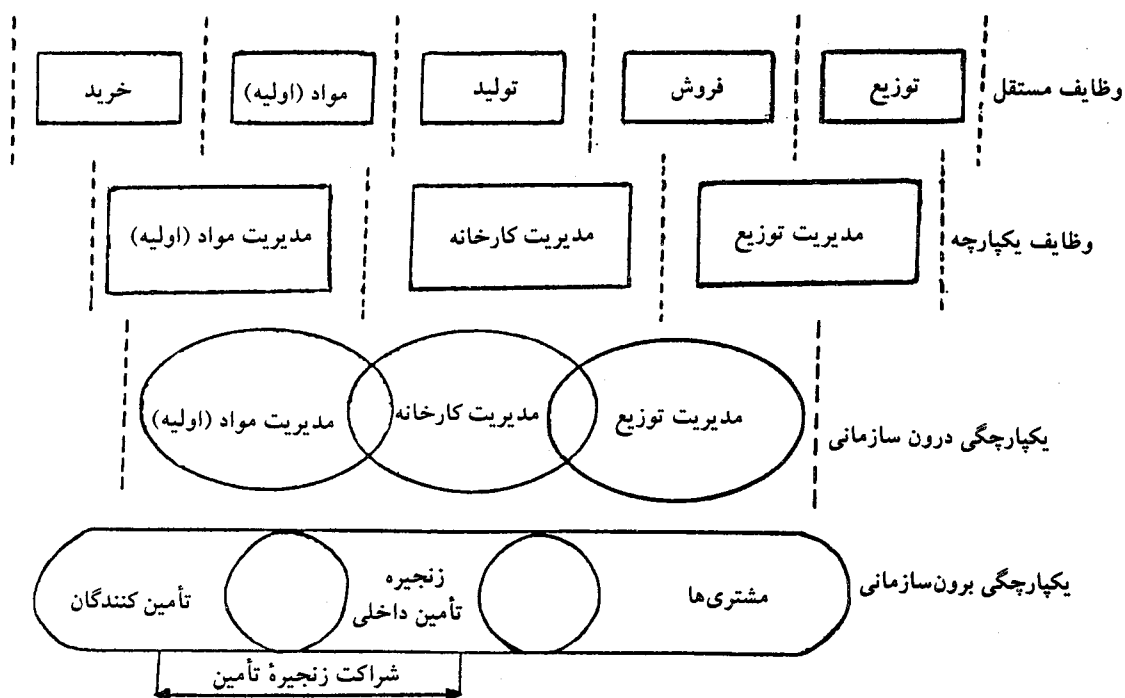 وظایف مستقل
توزیع
فروش
تولید
مواد (اولیه)
خرید
وظایف یکپارچه
مدیریت توزیع
مدیریت کارخانه
مدیریت مواد (اولیه)
یکپارچگی درون سازمانی
مدیریت توزیع
مدیریت کارخانه
مدیریت مواد (اولیه)
یکپارچگی برون‌سازمانی
مشتری‌ها
زنجیره
تأمین داخلی
تأمین کنندگان
شراکت زنجیرهٔ تأمین